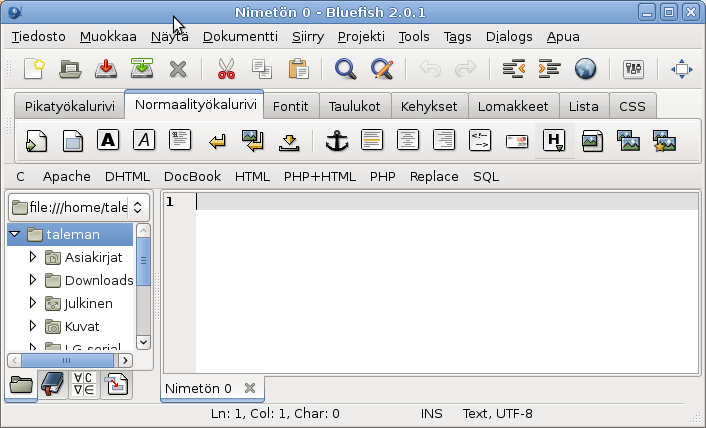 Nimetön 0 - Bluefish 2.0.1
Tiedosto Muokkaa Näytä Dokumentti Siirry Projekti Tools Tags Dialogs Apua
Pikatyökalurivi Normaalityökalurivi Fontit Taulukot Kehykset Lomakkeet Lista CSS
C Apache DHTML DocBook HTML PHP+HTML PHP Replace SQL
file:///home/tale
1
taleman
Asiakirjat
Downloads
Julkinen
Kuvat
Nimetön 0
Ln: 1, Col: 1, Char: 0 INS Text, UTF-8